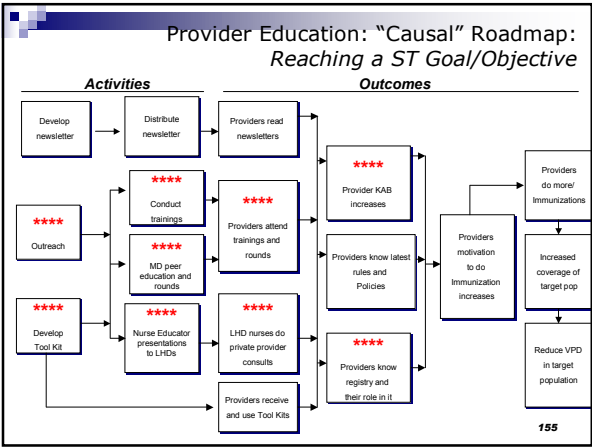 Provider Education: “Causal” Roadmap:
Reaching a ST Goal/Objective
Activities
Outcomes
Develop
newsletter
Distribute
newsletter
Providers read
newsletters
****
Outreach
****
Develop
Tool Kit
****
Conduct
trainings
****
MD peer
education and
rounds
****
Nurse Educator
presentations
to LHDs
****
Providers attend
trainings and
rounds
****
LHD nurses do
private provider
consults
Providers receive
and use Tool Kits
****
Provider KAB
increases
Providers know latest
rules and
Policies
****
Providers know
registry and
their role in it
Providers
motivation
to do
Immunization
increases
Providers
do more/
Immunizations
Increased
coverage of
target pop
Reduce VPD
in target
population
155